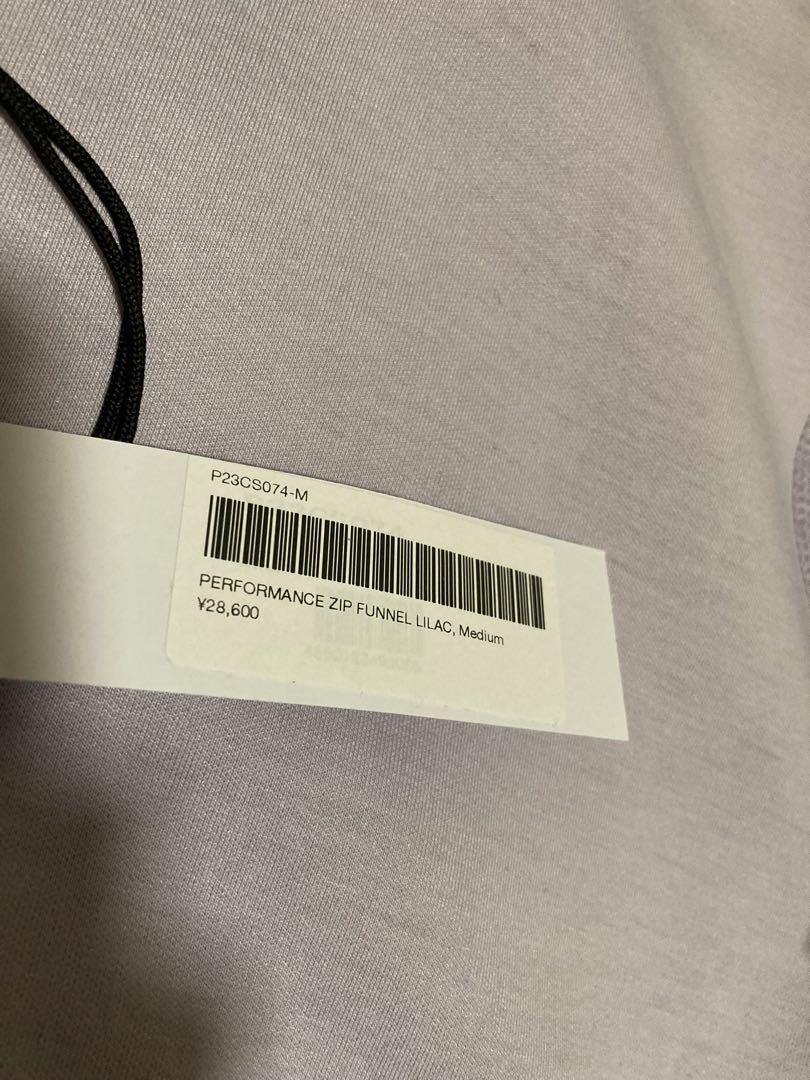 P23CS074-M
PERFORMANCE ZIP FUNNEL LILAC, Medium
¥28,600